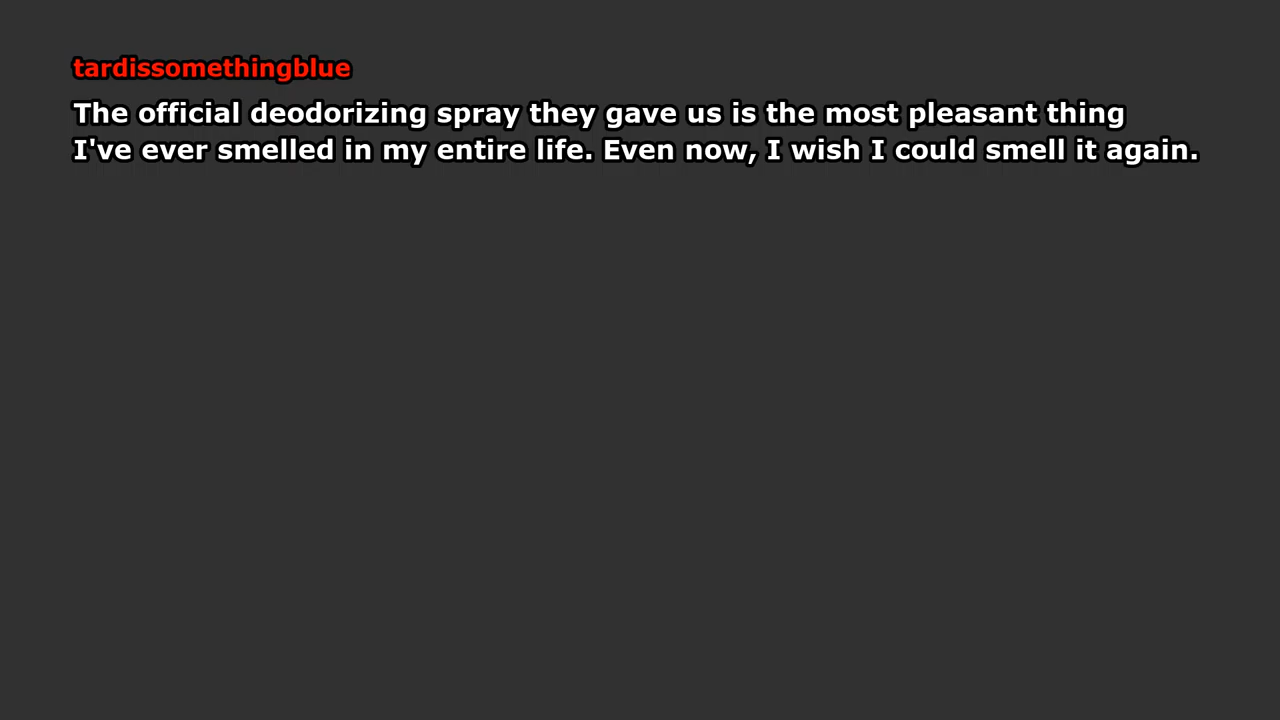 tardissomethingblue
The official deodorizing spray they gave us is the most pleasant thing
I've ever smelled in my entire life. Even now, I wish I could smell it again.